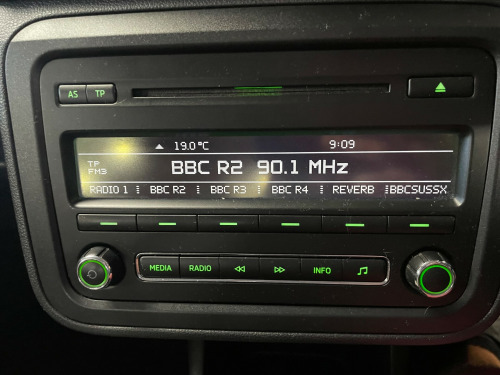 AS TP
19.0°C 9:09
TP
FM3
BBC R2 90.1 MHz
RADIO 1 BBC R2 BBC R3 BBC R4 REVERB BBCSUSSX
MEDIA RADIO INFO